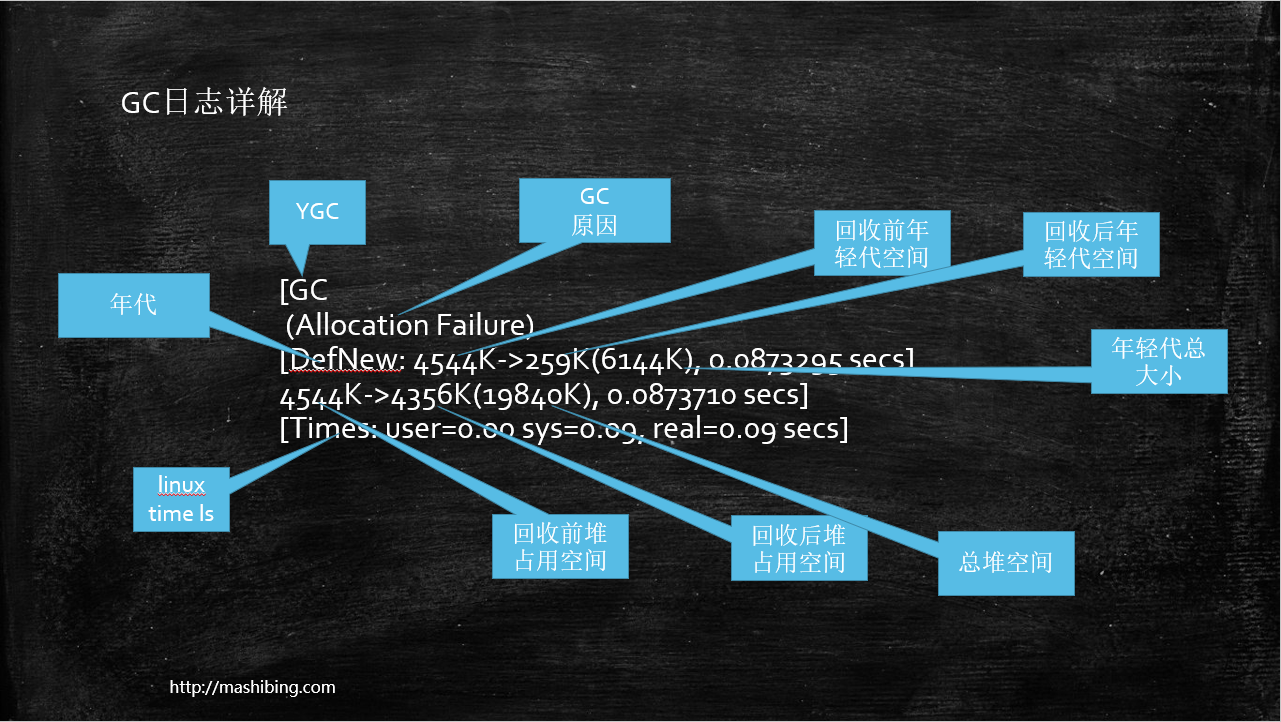 GC日志详解
YGC
GC
原因
回收前年
轻代空间
回收后年
轻代空间
年代
[GC
(Allocation Failure)
[DefNew: 4544K->259K(6144K), 0.0873295 secs]
4544K->4356K(19840K), 0.0873710 secs]
[Times: user=0.00 sys=0.09, real=0.09 secs]
年轻代总
大小
linux
time ls
回收前堆
占用空间
回收后堆
占用空间
总堆空间
http://mashibing.com